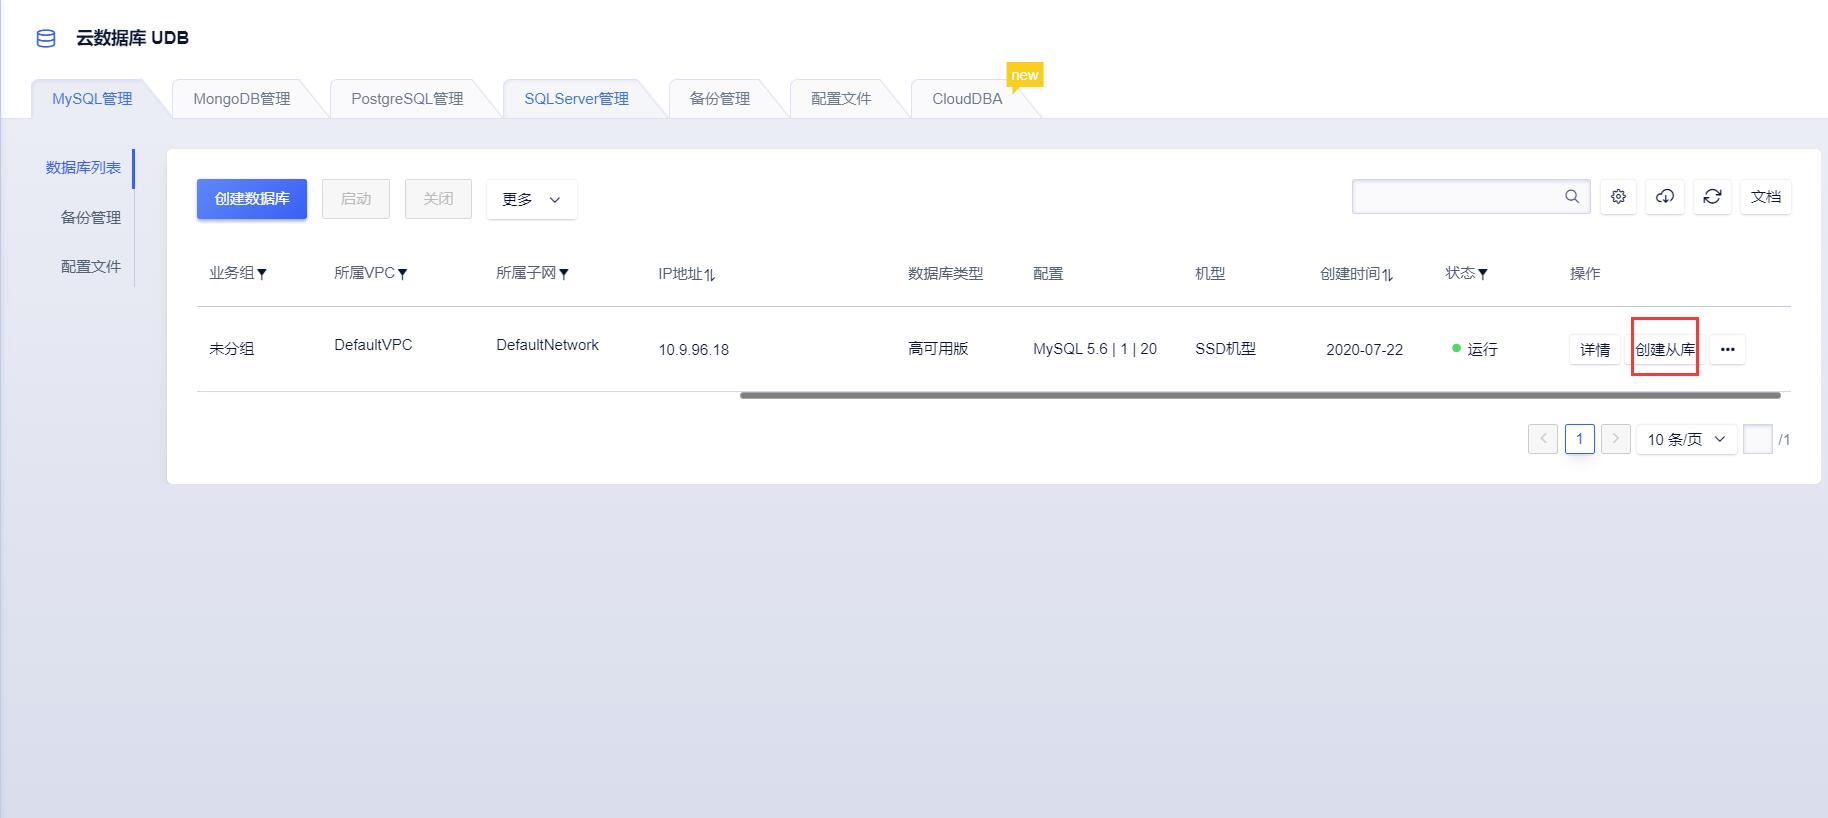 云数据库 UDB
new
MySQL管理 MongoDB管理 PostgreSQL管理 SQLServer管理 备份管理 配置文件 CloudDBA
数据库列表
备份管理
配置文件
创建数据库 启动 关闭 更多 文档
业务组 所属VPC 所属子网 IP地址 数据库类型 配置 机型 创建时间 状态 操作
未分组 DefaultVPC DefaultNetwork 10.9.96.18 高可用版 MySQL 5.6 | 1 | 20 SSD机型 2020-07-22 运行 详情 创建从库 •••
1 10 条/页 /1